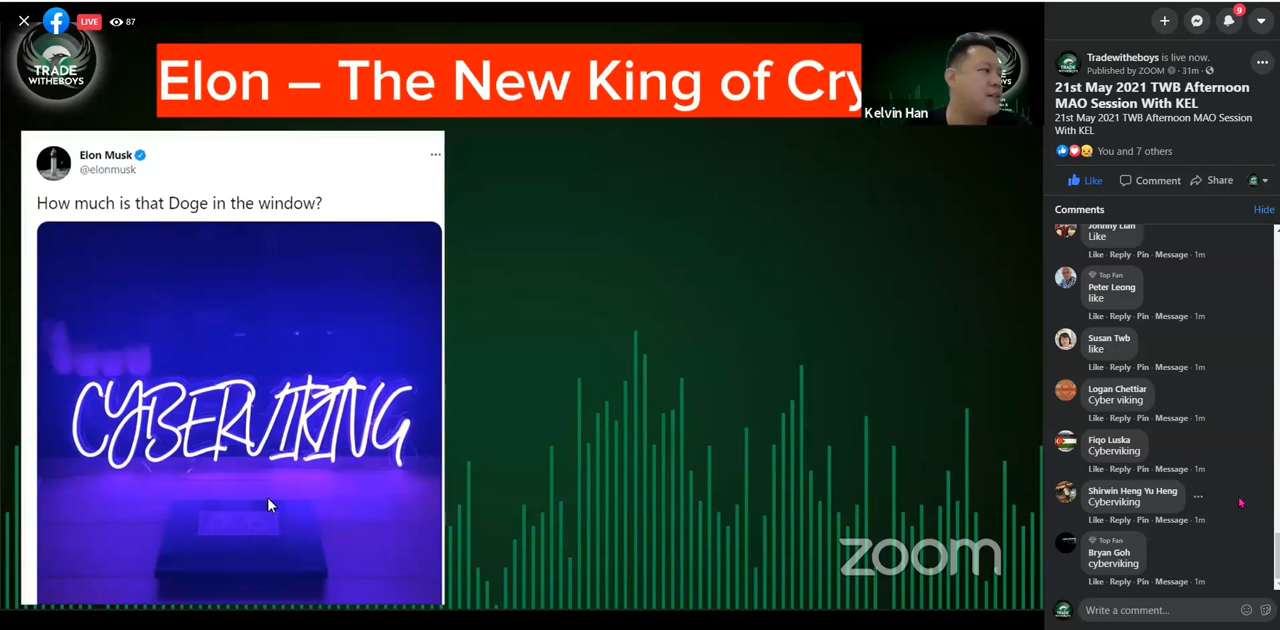 LIVE
87
TRADE
WITHEBOYS
Elon – The New King of Cry
Kelvin Han
Elon Musk
@elonmusk
How much is that Doge in the window?
CYBERVIKING
zoom
9
Tradewitheboys is live now.
Published by ZOOM · 31m ·
21st May 2021 TWB Afternoon
MAO Session With KEL
21st May 2021 TWB Afternoon MAO Session
With KEL
You and 7 others
Like Comment Share
Comments Hide
Johnny Lian
Like
Like · Reply · Pin · Message · 1m
Top Fan
Peter Leong
like
Like · Reply · Pin · Message · 1m
Susan Twb
like
Like · Reply · Pin · Message · 1m
Logan Chettiar
Cyber viking
Like · Reply · Pin · Message · 1m
Fiqo Luska
Cyberviking
Like · Reply · Pin · Message · 1m
Shirwin Heng Yu Heng
Cyberviking
Like · Reply · Pin · Message · 1m
Top Fan
Bryan Goh
cyberviking
Like · Reply · Pin · Message · 1m
Write a comment...